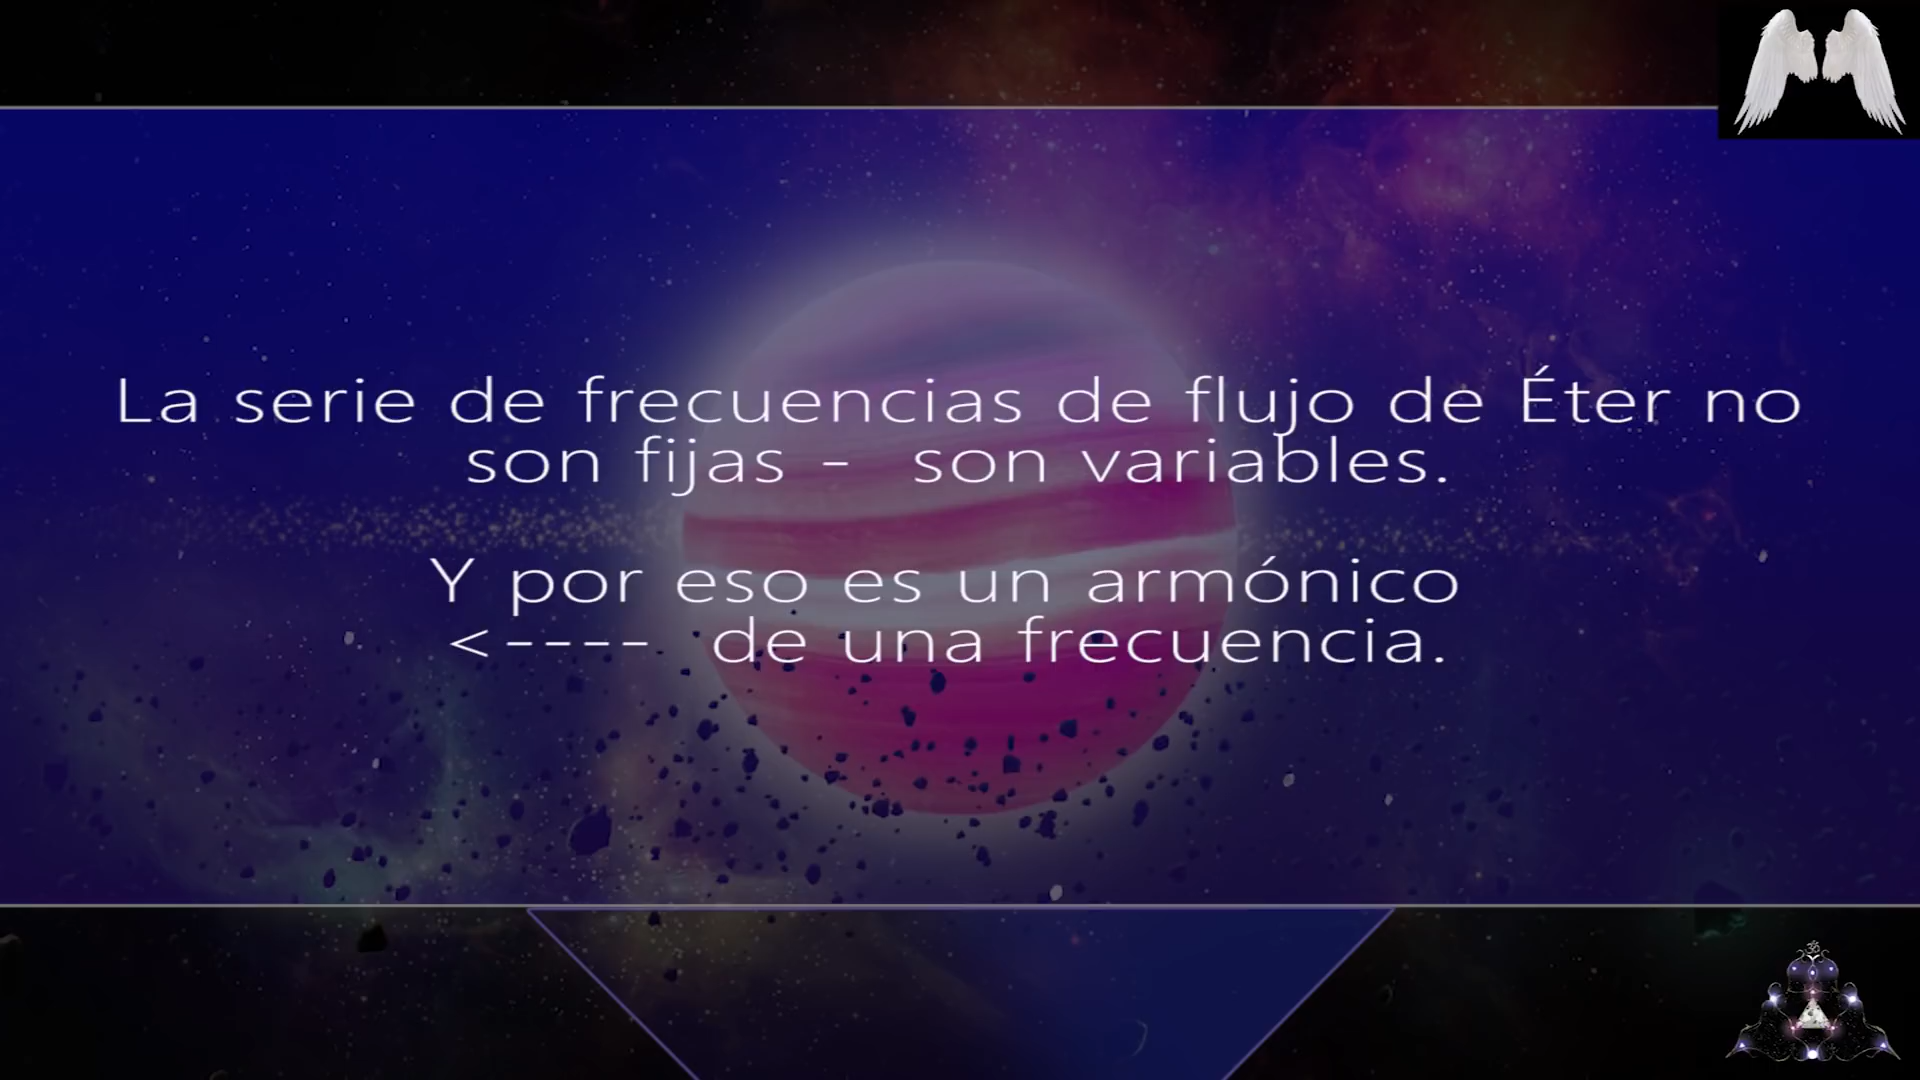 La serie de frecuencias de flujo de Éter no
son fijas - son variables.
Y por eso es un armónico
<---- de una frecuencia.
ॐ